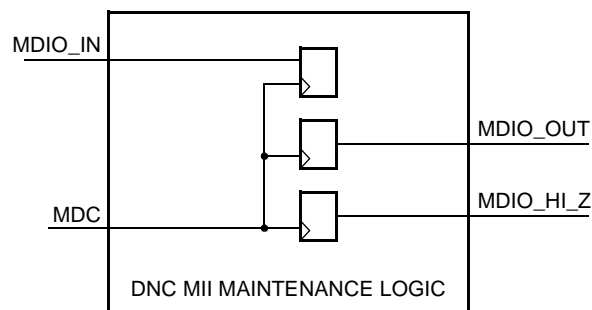 MDIO_IN
MDIO_OUT
MDIO_HI_Z
MDC
DNC MII MAINTENANCE LOGIC